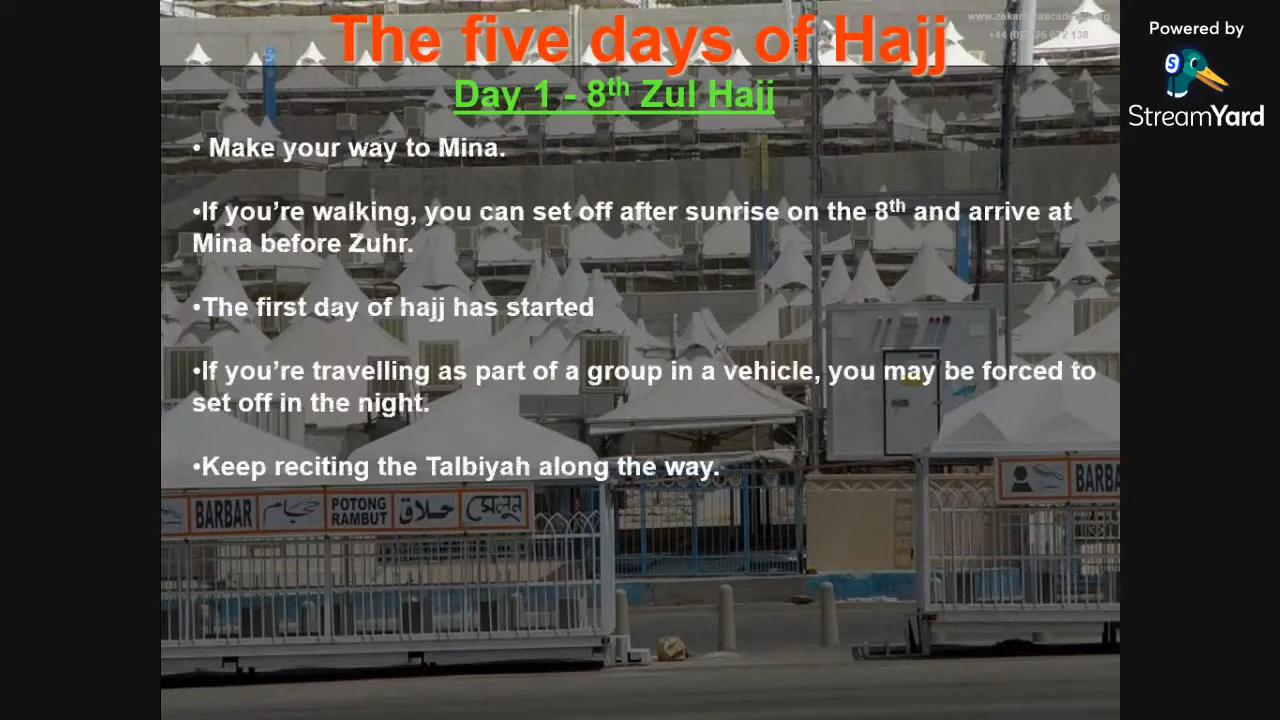 The five days of Hajj
www.zakariyaacademy.org
Powered by
StreamYard
Day 1 - 8th Zul Hajj
• Make your way to Mina.
•If you’re walking, you can set off after sunrise on the 8th and arrive at
Mina before Zuhr.
•The first day of hajj has started
•If you’re travelling as part of a group in a vehicle, you may be forced to
set off in the night.
•Keep reciting the Talbiyah along the way.
BARBAR
حجام
POTONG
RAMBUT
حلاق
সেলুন
BARBA